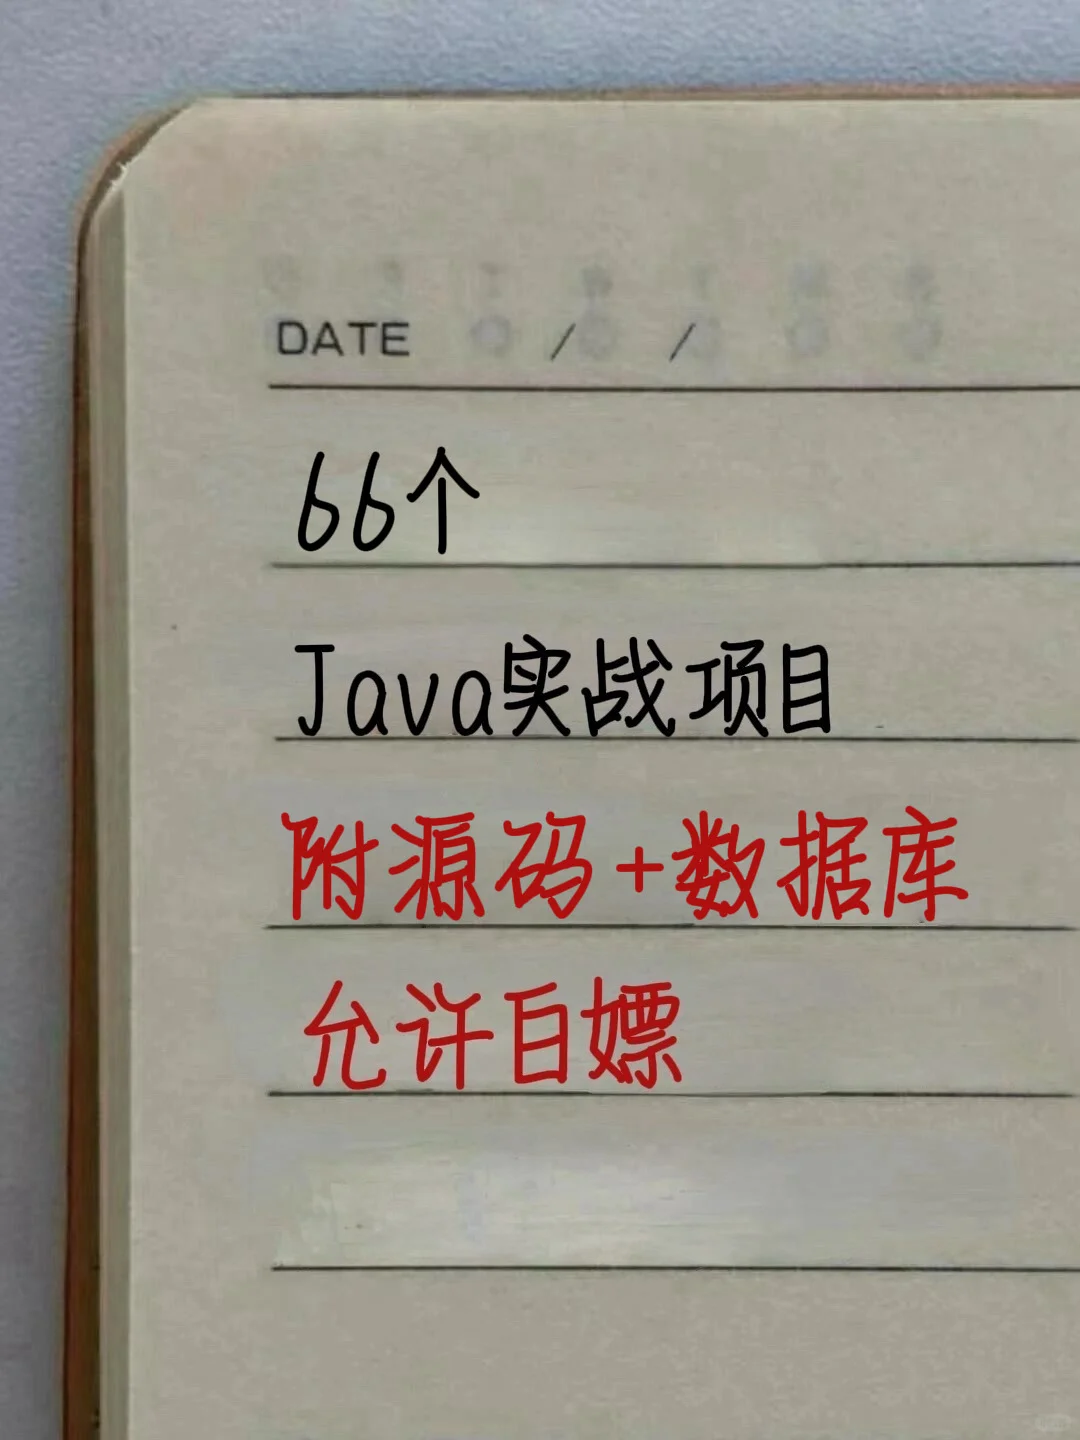 DATE / /
66个
Java实战项目
附源码+数据库
允许白嫖